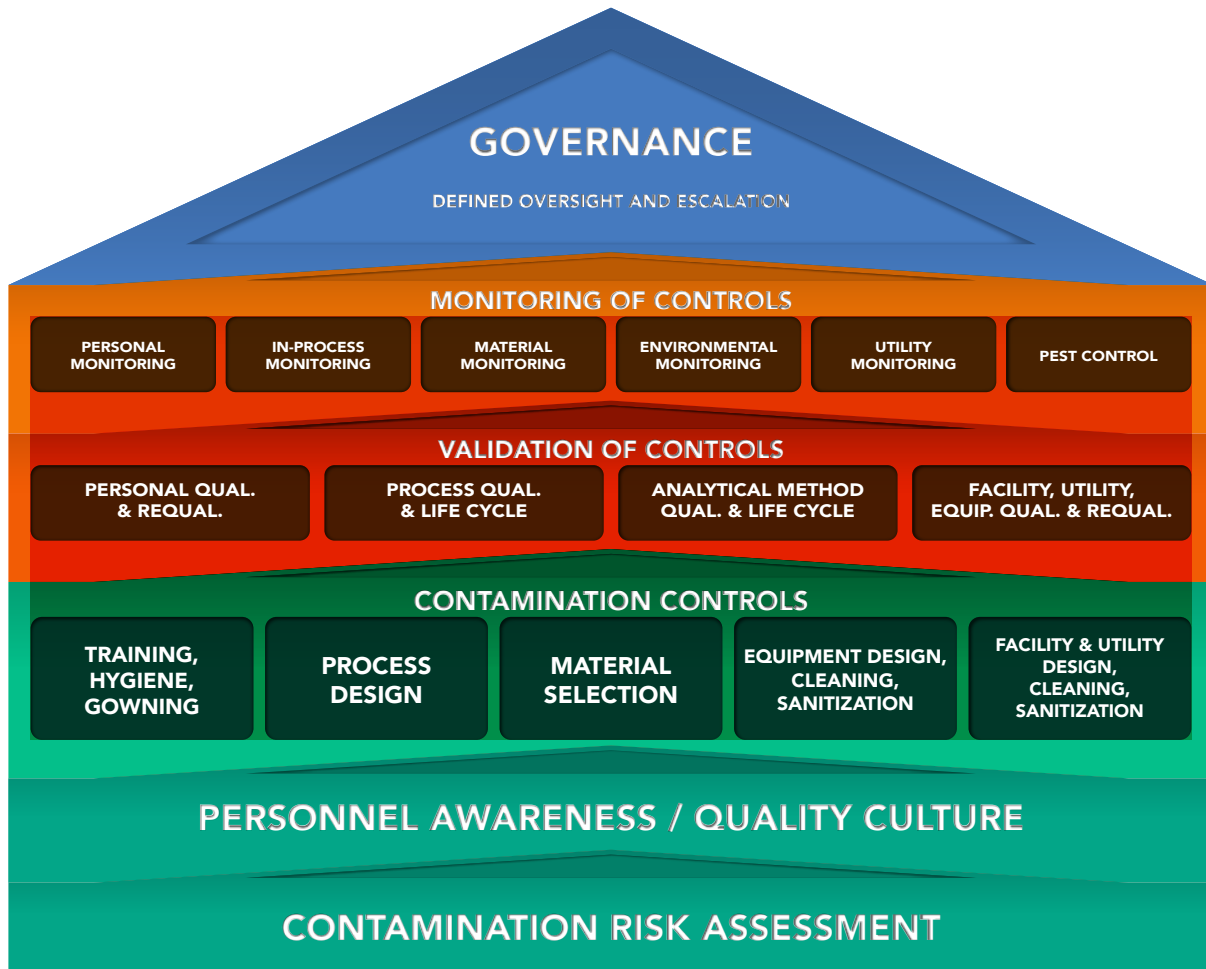 GOVERNANCE
DEFINED OVERSIGHT AND ESCALATION
MONITORING OF CONTROLS
PERSONAL
MONITORING
IN-PROCESS
MONITORING
MATERIAL
MONITORING
ENVIRONMENTAL
MONITORING
UTILITY
MONITORING
PEST CONTROL
VALIDATION OF CONTROLS
PERSONAL QUAL.
& REQUAL.
PROCESS QUAL.
& LIFE CYCLE
ANALYTICAL METHOD
QUAL. & LIFE CYCLE
FACILITY, UTILITY,
EQUIP. QUAL. & REQUAL.
CONTAMINATION CONTROLS
TRAINING,
HYGIENE,
GOWNING
PROCESS
DESIGN
MATERIAL
SELECTION
EQUIPMENT DESIGN,
CLEANING,
SANITIZATION
FACILITY & UTILITY
DESIGN,
CLEANING,
SANITIZATION
PERSONNEL AWARENESS / QUALITY CULTURE
CONTAMINATION RISK ASSESSMENT